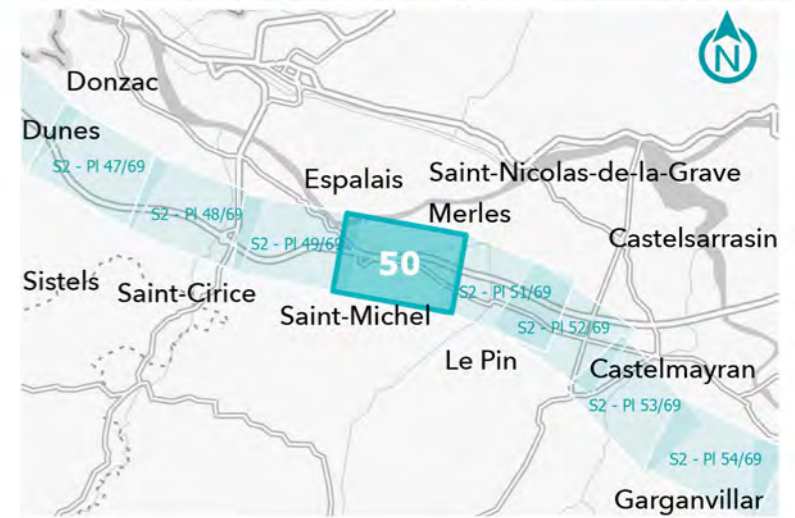 N
Donzac
Dunes
S2 - Pl 47/69
Espalais
Saint-Nicolas-de-la-Grave
S2 - Pl 48/69
Merles
S2 - Pl 49/69
Castelsarrasin
50
Sistels
Saint-Cirice
S2 - Pl 51/69
Saint-Michel
S2 - Pl 52/69
Le Pin
Castelmayran
S2 - Pl 53/69
S2 - Pl 54/69
Garganvillar